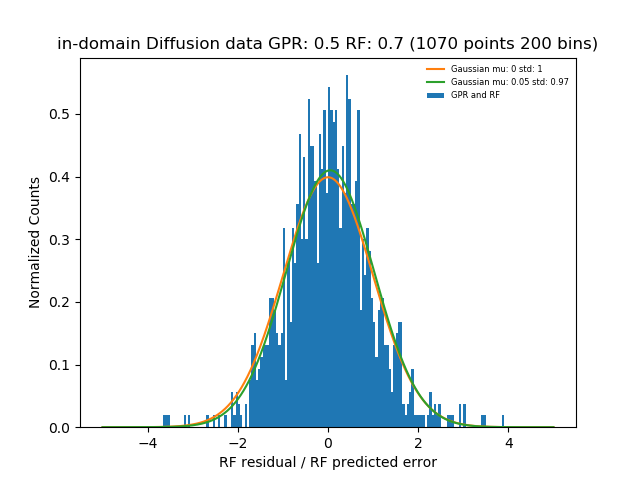 in-domain Diffusion data GPR: 0.5 RF: 0.7 (1070 points 200 bins)
Gaussian mu: 0 std: 1
Gaussian mu: 0.05 std: 0.97
GPR and RF
Normalized Counts
0.5
0.4
0.3
0.2
0.1
0.0
−4
−2
0
2
4
RF residual / RF predicted error